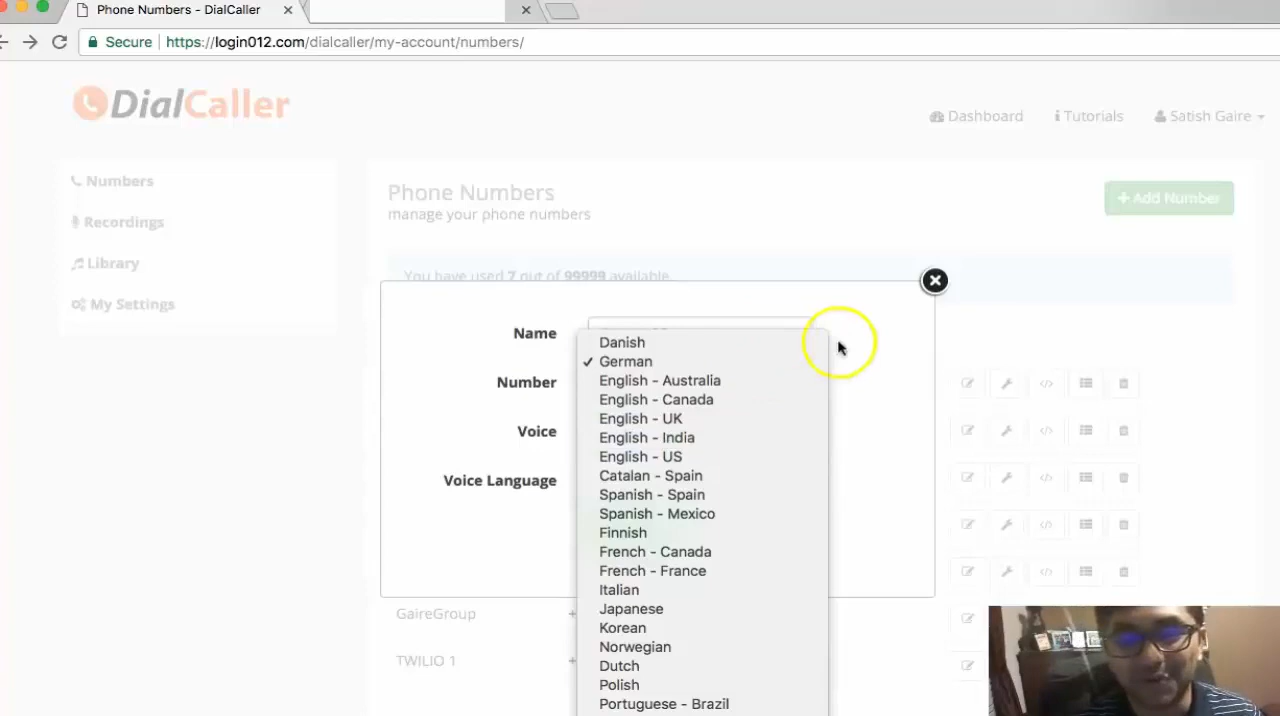 Phone Numbers - DialCaller
Secure https://login012.com/dialcaller/my-account/numbers/
DialCaller
Dashboard
Tutorials
Satish Gaire
Numbers
Recordings
Library
My Settings
Phone Numbers
manage your phone numbers
+ Add Number
You have used 7 out of 99999 available.
Name
Number
Voice
Voice Language
Danish
✓ German
English - Australia
English - Canada
English - UK
English - India
English - US
Catalan - Spain
Spanish - Spain
Spanish - Mexico
Finnish
French - Canada
French - France
Italian
Japanese
Korean
Norwegian
Dutch
Polish
Portuguese - Brazil
GaireGroup +
TWILIO 1 +